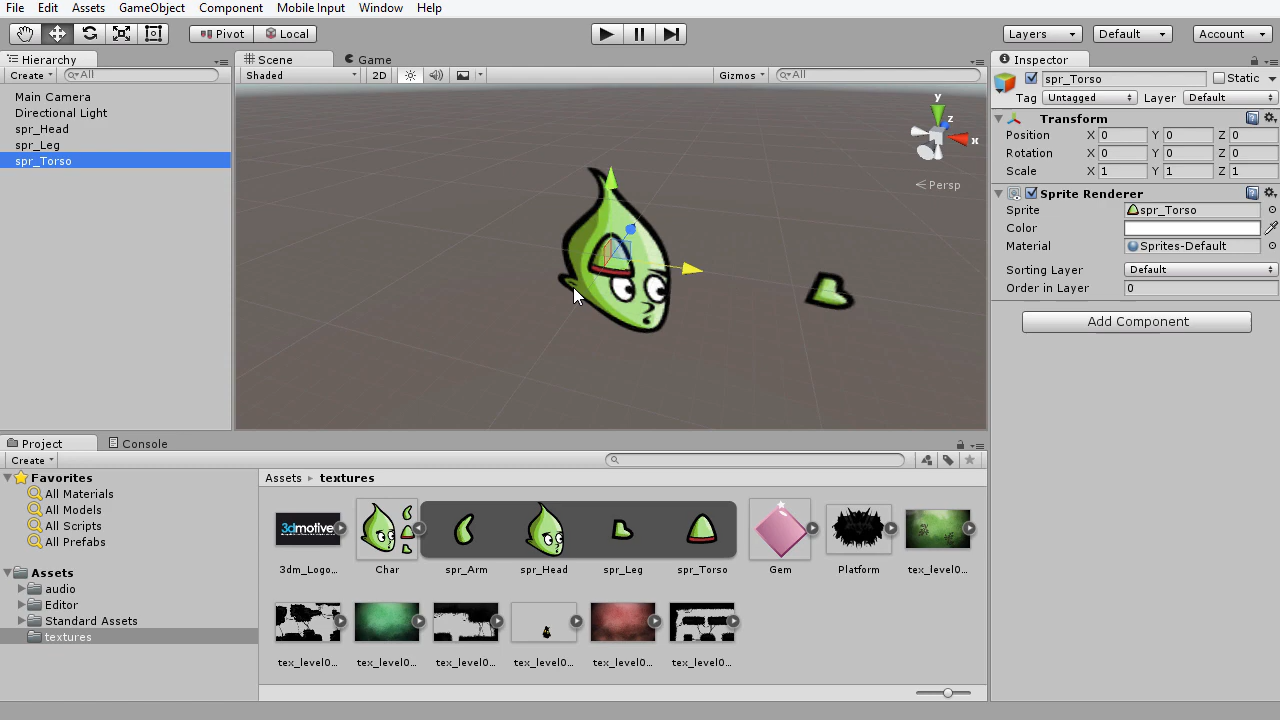 File Edit Assets GameObject Component Mobile Input Window Help
Pivot Local Layers Default Account
Hierarchy
Create All
Main Camera
Directional Light
spr_Head
spr_Leg
spr_Torso
Scene Game
Shaded 2D Gizmos All
y
z
x
Persp
Inspector
spr_Torso Static
Tag Untagged Layer Default
Transform
Position X 0 Y 0 Z 0
Rotation X 0 Y 0 Z 0
Scale X 1 Y 1 Z 1
Sprite Renderer
Sprite spr_Torso
Color
Material Sprites-Default
Sorting Layer Default
Order in Layer 0
Add Component
Project Console
Create
Favorites
All Materials
All Models
All Scripts
All Prefabs
Assets
audio
Editor
Standard Assets
textures
Assets textures
3dmotive
3dm_Logo... Char spr_Arm spr_Head spr_Leg spr_Torso Gem Platform tex_level0...
tex_level0... tex_level0... tex_level0... tex_level0... tex_level0... tex_level0...